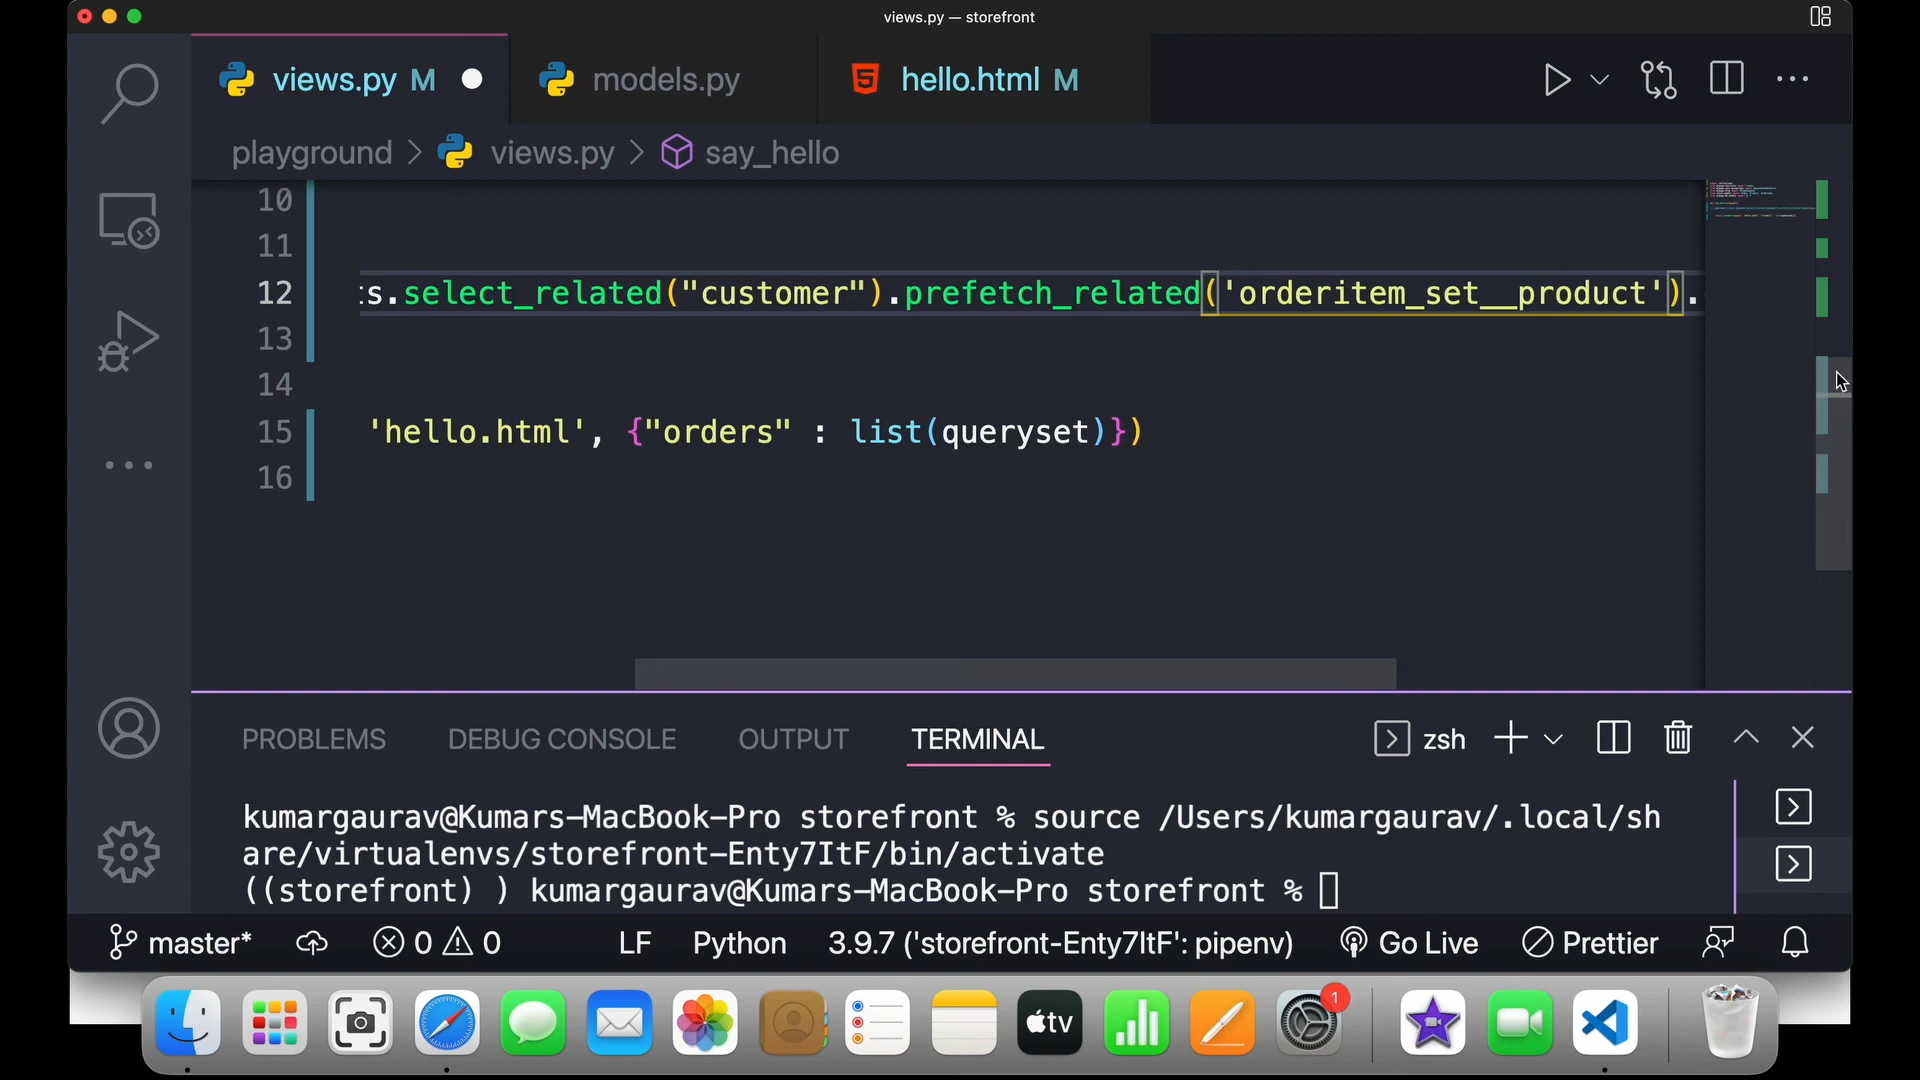 views.py — storefront
views.py M
models.py
hello.html M
playground > views.py > say_hello
10
11
12 s.select_related("customer").prefetch_related('orderitem_set__product').
13
14
15 'hello.html', {"orders" : list(queryset)})
16
PROBLEMS DEBUG CONSOLE OUTPUT TERMINAL
zsh
kumargaurav@Kumars-MacBook-Pro storefront % source /Users/kumargaurav/.local/sh
are/virtualenvs/storefront-Enty7ItF/bin/activate
((storefront) ) kumargaurav@Kumars-MacBook-Pro storefront %
master* 0 0 LF Python 3.9.7 ('storefront-Enty7ItF': pipenv) Go Live Prettier
tv
1